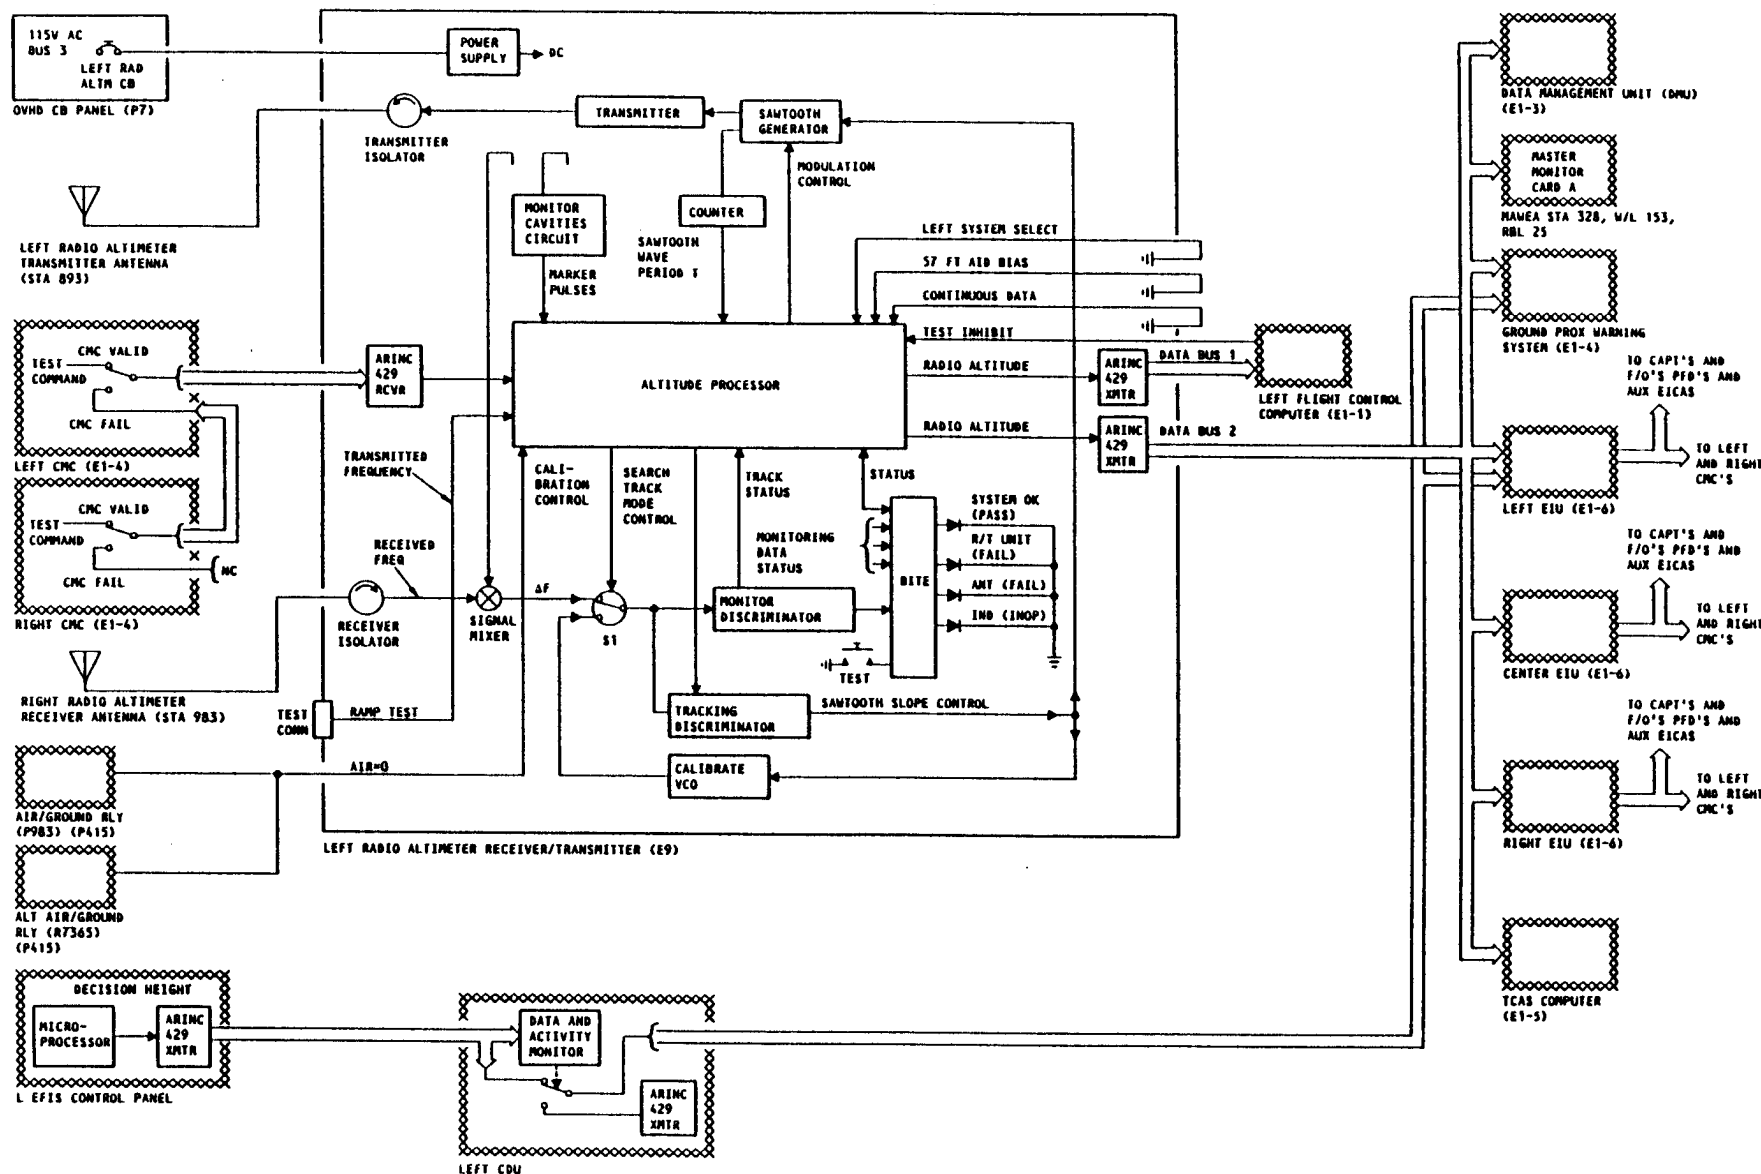 115V AC
BUS 3
LEFT RAD
ALTM CB
OVHD CB PANEL (P7)
POWER
SUPPLY
DC
TRANSMITTER
ISOLATOR
TRANSMITTER
SAWTOOTH
GENERATOR
MODULATION
CONTROL
MONITOR
CAVITIES
CIRCUIT
COUNTER
SAWTOOTH
WAVE
PERIOD T
MARKER
PULSES
LEFT RADIO ALTIMETER
TRANSMITTER ANTENNA
(STA 893)
LEFT SYSTEM SELECT
57 FT AID BIAS
CONTINUOUS DATA
TEST INHIBIT
CMC VALID
TEST
COMMAND
CMC FAIL
LEFT CMC (E1-4)
ARINC
429
RCVR
ALTITUDE PROCESSOR
RADIO ALTITUDE
ARINC
429
XMTR
DATA BUS 1
LEFT FLIGHT CONTROL
COMPUTER (E1-1)
RADIO ALTITUDE
ARINC
429
XMTR
DATA BUS 2
CMC VALID
TEST
COMMAND
CMC FAIL
NC
RIGHT CMC (E1-4)
TRANSMITTED
FREQUENCY
CALI-
BRATION
CONTROL
SEARCH
TRACK
MODE
CONTROL
TRACK
STATUS
STATUS
MONITORING
DATA
STATUS
BITE
SYSTEM OK
(PASS)
R/T UNIT
(FAIL)
ANT (FAIL)
IND (INOP)
RECEIVED
FREQ
RECEIVER
ISOLATOR
SIGNAL
MIXER
ΔF
S1
MONITOR
DISCRIMINATOR
TEST
RIGHT RADIO ALTIMETER
RECEIVER ANTENNA (STA 983)
TEST
CONN
RAMP TEST
TRACKING
DISCRIMINATOR
SAWTOOTH SLOPE CONTROL
CALIBRATE
VCO
AIR=0
AIR/GROUND RLY
(P983) (P415)
LEFT RADIO ALTIMETER RECEIVER/TRANSMITTER (E9)
ALT AIR/GROUND
RLY (R7365)
(P415)
DECISION HEIGHT
MICRO-
PROCESSOR
ARINC
429
XMTR
L EFIS CONTROL PANEL
DATA AND
ACTIVITY
MONITOR
ARINC
429
XMTR
LEFT CDU
DATA MANAGEMENT UNIT (DMU)
(E1-3)
MASTER
MONITOR
CARD A
MAWEA STA 328, W/L 153,
RBL 25
GROUND PROX WARNING
SYSTEM (E1-4)
TO CAPT'S AND
F/O'S PFD'S AND
AUX EICAS
TO LEFT
AND RIGHT
CMC'S
LEFT EIU (E1-6)
TO CAPT'S AND
F/O'S PFD'S AND
AUX EICAS
TO LEFT
AND RIGHT
CMC'S
CENTER EIU (E1-6)
TO CAPT'S AND
F/O'S PFD'S AND
AUX EICAS
TO LEFT
AND RIGHT
CMC'S
RIGHT EIU (E1-6)
TCAS COMPUTER
(E1-5)